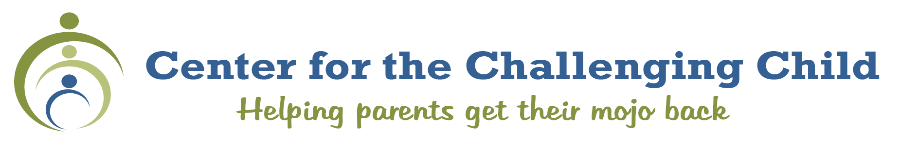 Center for the Challenging Child
Helping parents get their mojo back